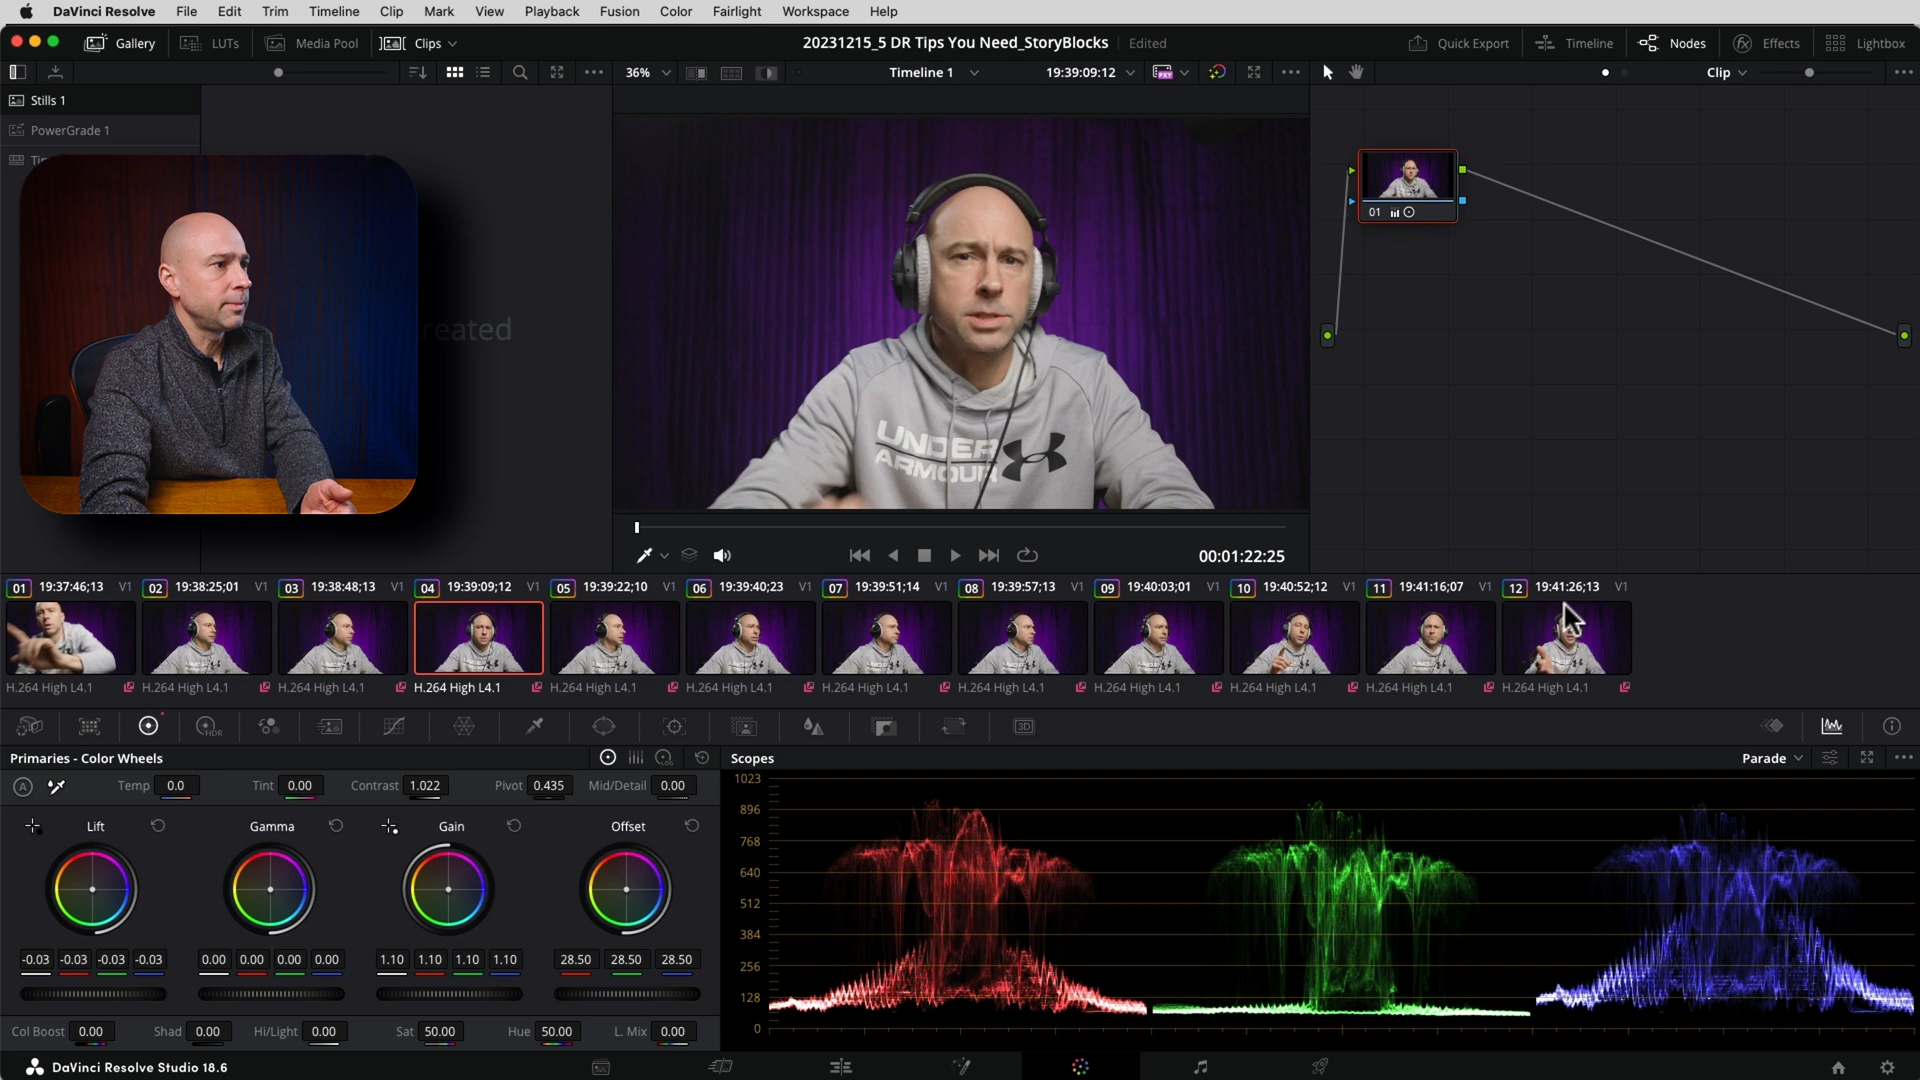 DaVinci Resolve File Edit Trim Timeline Clip Mark View Playback Fusion Color Fairlight Workspace Help
Gallery LUTs Media Pool Clips 20231215_5 DR Tips You Need_StoryBlocks Edited Quick Export Timeline Nodes Effects Lightbox
36% Timeline 1 19:39:09:12 PXY Clip
Stills 1
PowerGrade 1
reated
UNDER
ARMOUR
01
00:01:22:25
01 19:37:46;13 V1 02 19:38:25;01 V1 03 19:38:48;13 V1 04 19:39:09;12 V1 05 19:39:22;10 V1 06 19:39:40;23 V1 07 19:39:51;14 V1 08 19:39:57;13 V1 09 19:40:03;01 V1 10 19:40:52;12 V1 11 19:41:16;07 V1 12 19:41:26;13 V1
H.264 High L4.1 H.264 High L4.1 H.264 High L4.1 H.264 High L4.1 H.264 High L4.1 H.264 High L4.1 H.264 High L4.1 H.264 High L4.1 H.264 High L4.1 H.264 High L4.1 H.264 High L4.1 H.264 High L4.1
HDR 3D
Primaries - Color Wheels LOG Scopes Parade
A Temp 0.0 Tint 0.00 Contrast 1.022 Pivot 0.435 Mid/Detail 0.00
Lift Gamma Gain Offset
-0.03 -0.03 -0.03 -0.03 0.00 0.00 0.00 0.00 1.10 1.10 1.10 1.10 28.50 28.50 28.50
Col Boost 0.00 Shad 0.00 Hi/Light 0.00 Sat 50.00 Hue 50.00 L. Mix 0.00
1023
896
768
640
512
384
256
128
0
DaVinci Resolve Studio 18.6